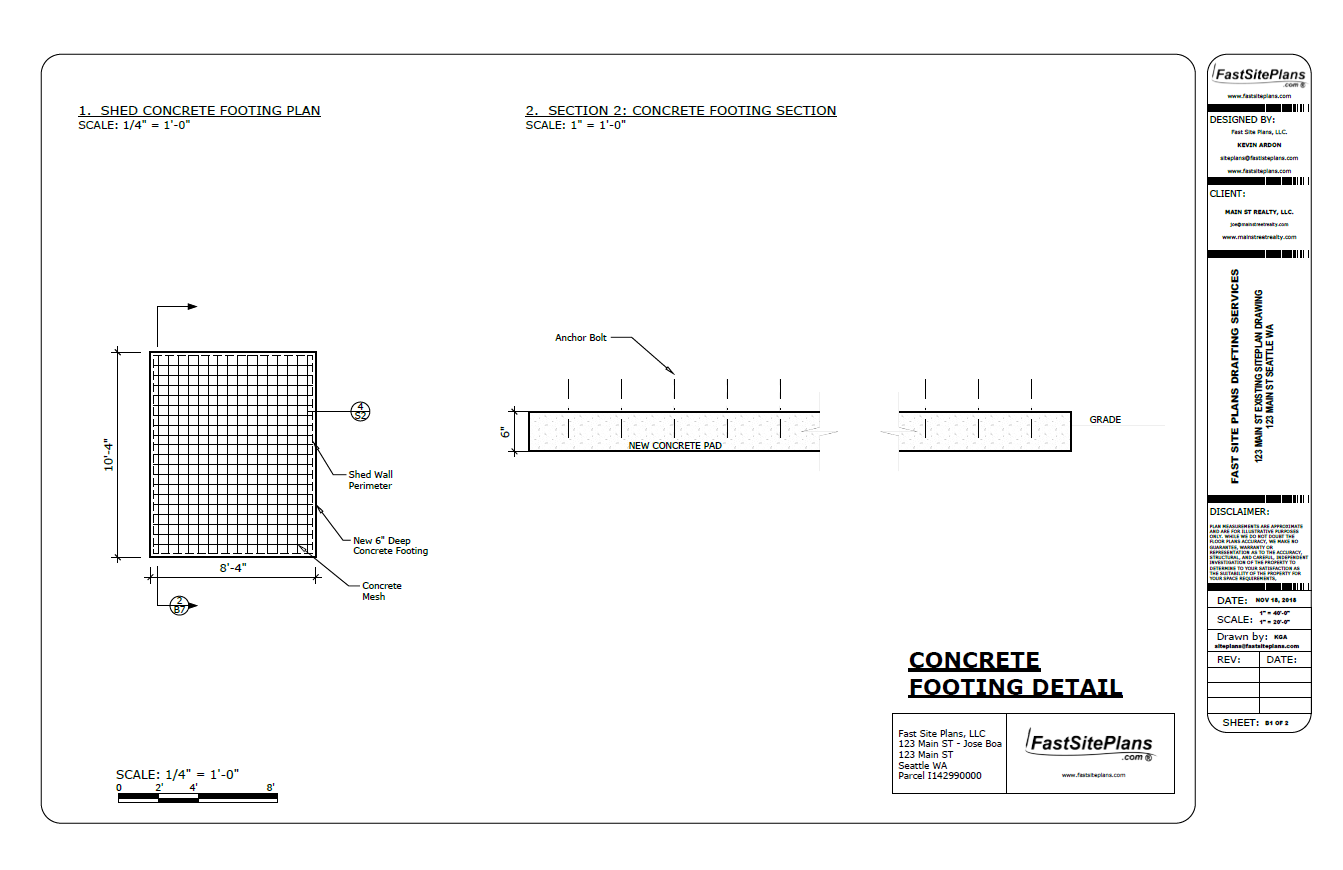 1. SHED CONCRETE FOOTING PLAN
SCALE: 1/4" = 1'-0"
2. SECTION 2: CONCRETE FOOTING SECTION
SCALE: 1" = 1'-0"
4
S2
10'-4"
Shed Wall
Perimeter
New 6" Deep
Concrete Footing
8'-4"
Concrete
Mesh
2
B7
Anchor Bolt
6"
NEW CONCRETE PAD
GRADE
CONCRETE
FOOTING DETAIL
Fast Site Plans, LLC
123 Main ST - Jose Boa
123 Main ST
Seattle WA
Parcel I142990000
FastSitePlans
.com ®
www.fastsiteplans.com
SCALE: 1/4" = 1'-0"
0 2' 4' 8'
FastSitePlans
.com ®
www.fastsiteplans.com
DESIGNED BY:
Fast Site Plans, LLC.
KEVIN ARDON
siteplans@fastisteplans.com
www.fastsiteplans.com
CLIENT:
MAIN ST REALTY, LLC.
joe@mainstreetrealty.com
www.mainstreetrealty.com
FAST SITE PLANS DRAFTING SERVICES
123 MAIN ST EXISTING SITEPLAN DRAWING
123 MAIN ST SEATTLE WA
DISCLAIMER:
PLAN MEASUREMENTS ARE APPROXIMATE
AND ARE FOR ILLUSTRATIVE PURPOSES
ONLY. WHILE WE DO NOT DOUBT THE
FLOOR PLANS ACCURACY, WE MAKE NO
GUARANTEE, WARRANTY OR
REPRESENTATION AS TO THE ACCURACY,
STRUCTURAL, AND CAREFUL, INDEPENDENT
INVESTIGATION OF THE PROPERTY TO
DETERMINE TO YOUR SATISFACTION AS
THE SUITABILITY OF THE PROPERTY FOR
YOUR SPACE REQUIREMENTS,
DATE: NOV 18, 2018
SCALE: 1" = 40'-0"
1" = 20'-0"
Drawn by: KGA
siteplans@fastsiteplans.com
REV: DATE:
SHEET: B1 OF 2